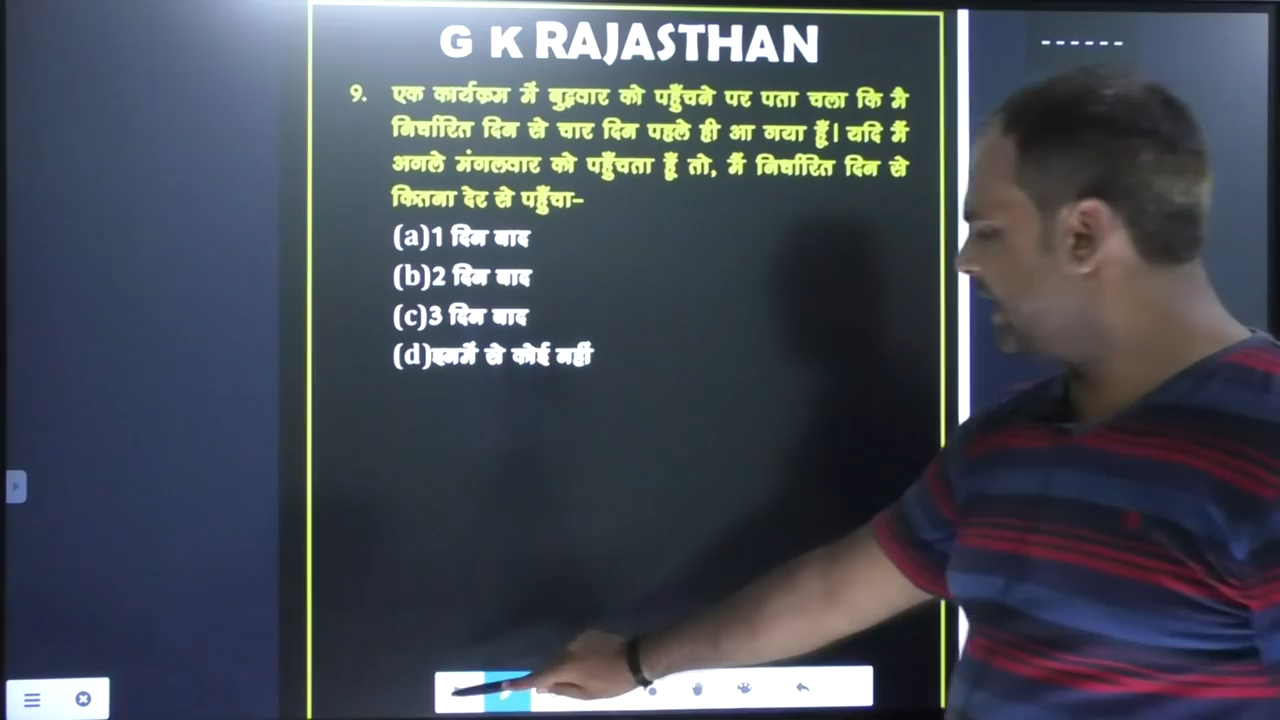 G K RAJASTHAN
9. एक कार्यक्रम में बुद्धवार को पहुँचने पर पता चला कि मै
निर्धारित दिन से चार दिन पहले ही आ गया हूँ। यदि मैं
अगले मंगलवार को पहुँचता हूँ तो, मैं निर्धारित दिन से
कितना देर से पहुँचा-
(a)1 दिन बाद
(b)2 दिन बाद
(c)3 दिन बाद
(d)इनमें से कोई नहीं